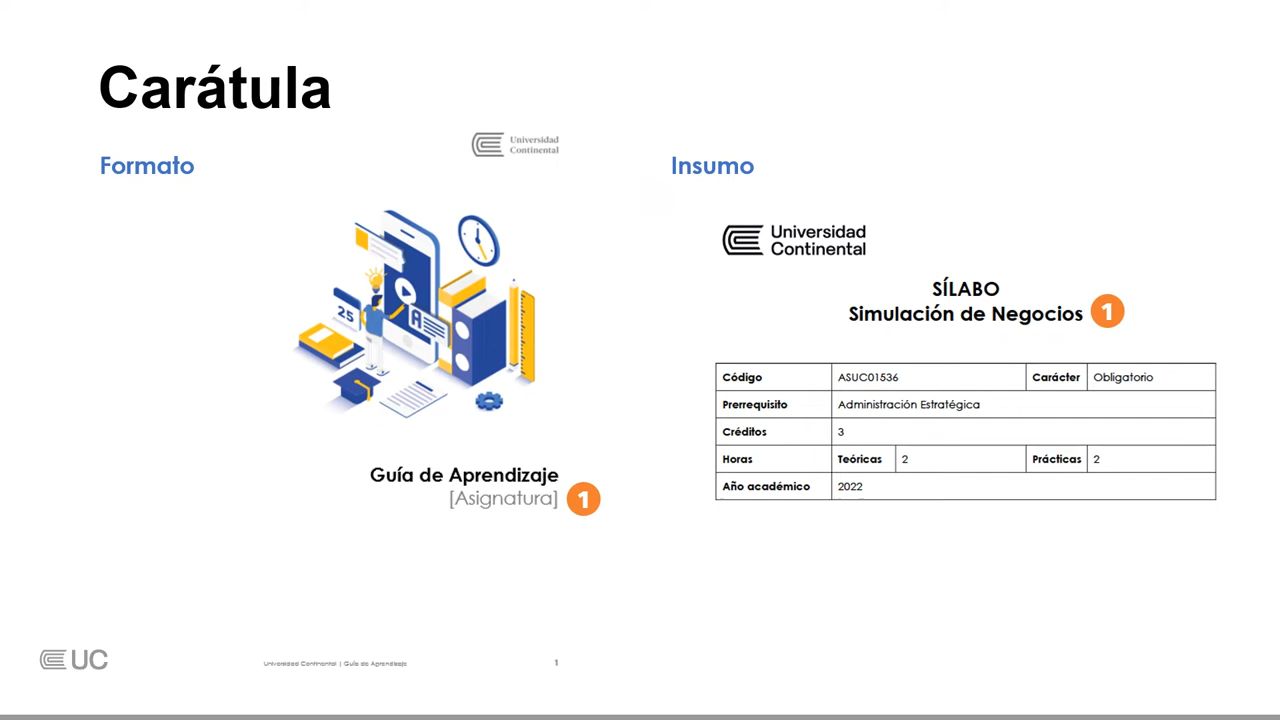 Carátula
Formato
Universidad
Continental
25
A
Guía de Aprendizaje
[Asignatura] 1
UC
Universidad Continental | Guía de Aprendizaje
1
Insumo
Universidad
Continental
SÍLABO
Simulación de Negocios 1
Código ASUC01536 Carácter Obligatorio
Prerrequisito Administración Estratégica
Créditos 3
Horas Teóricas 2 Prácticas 2
Año académico 2022